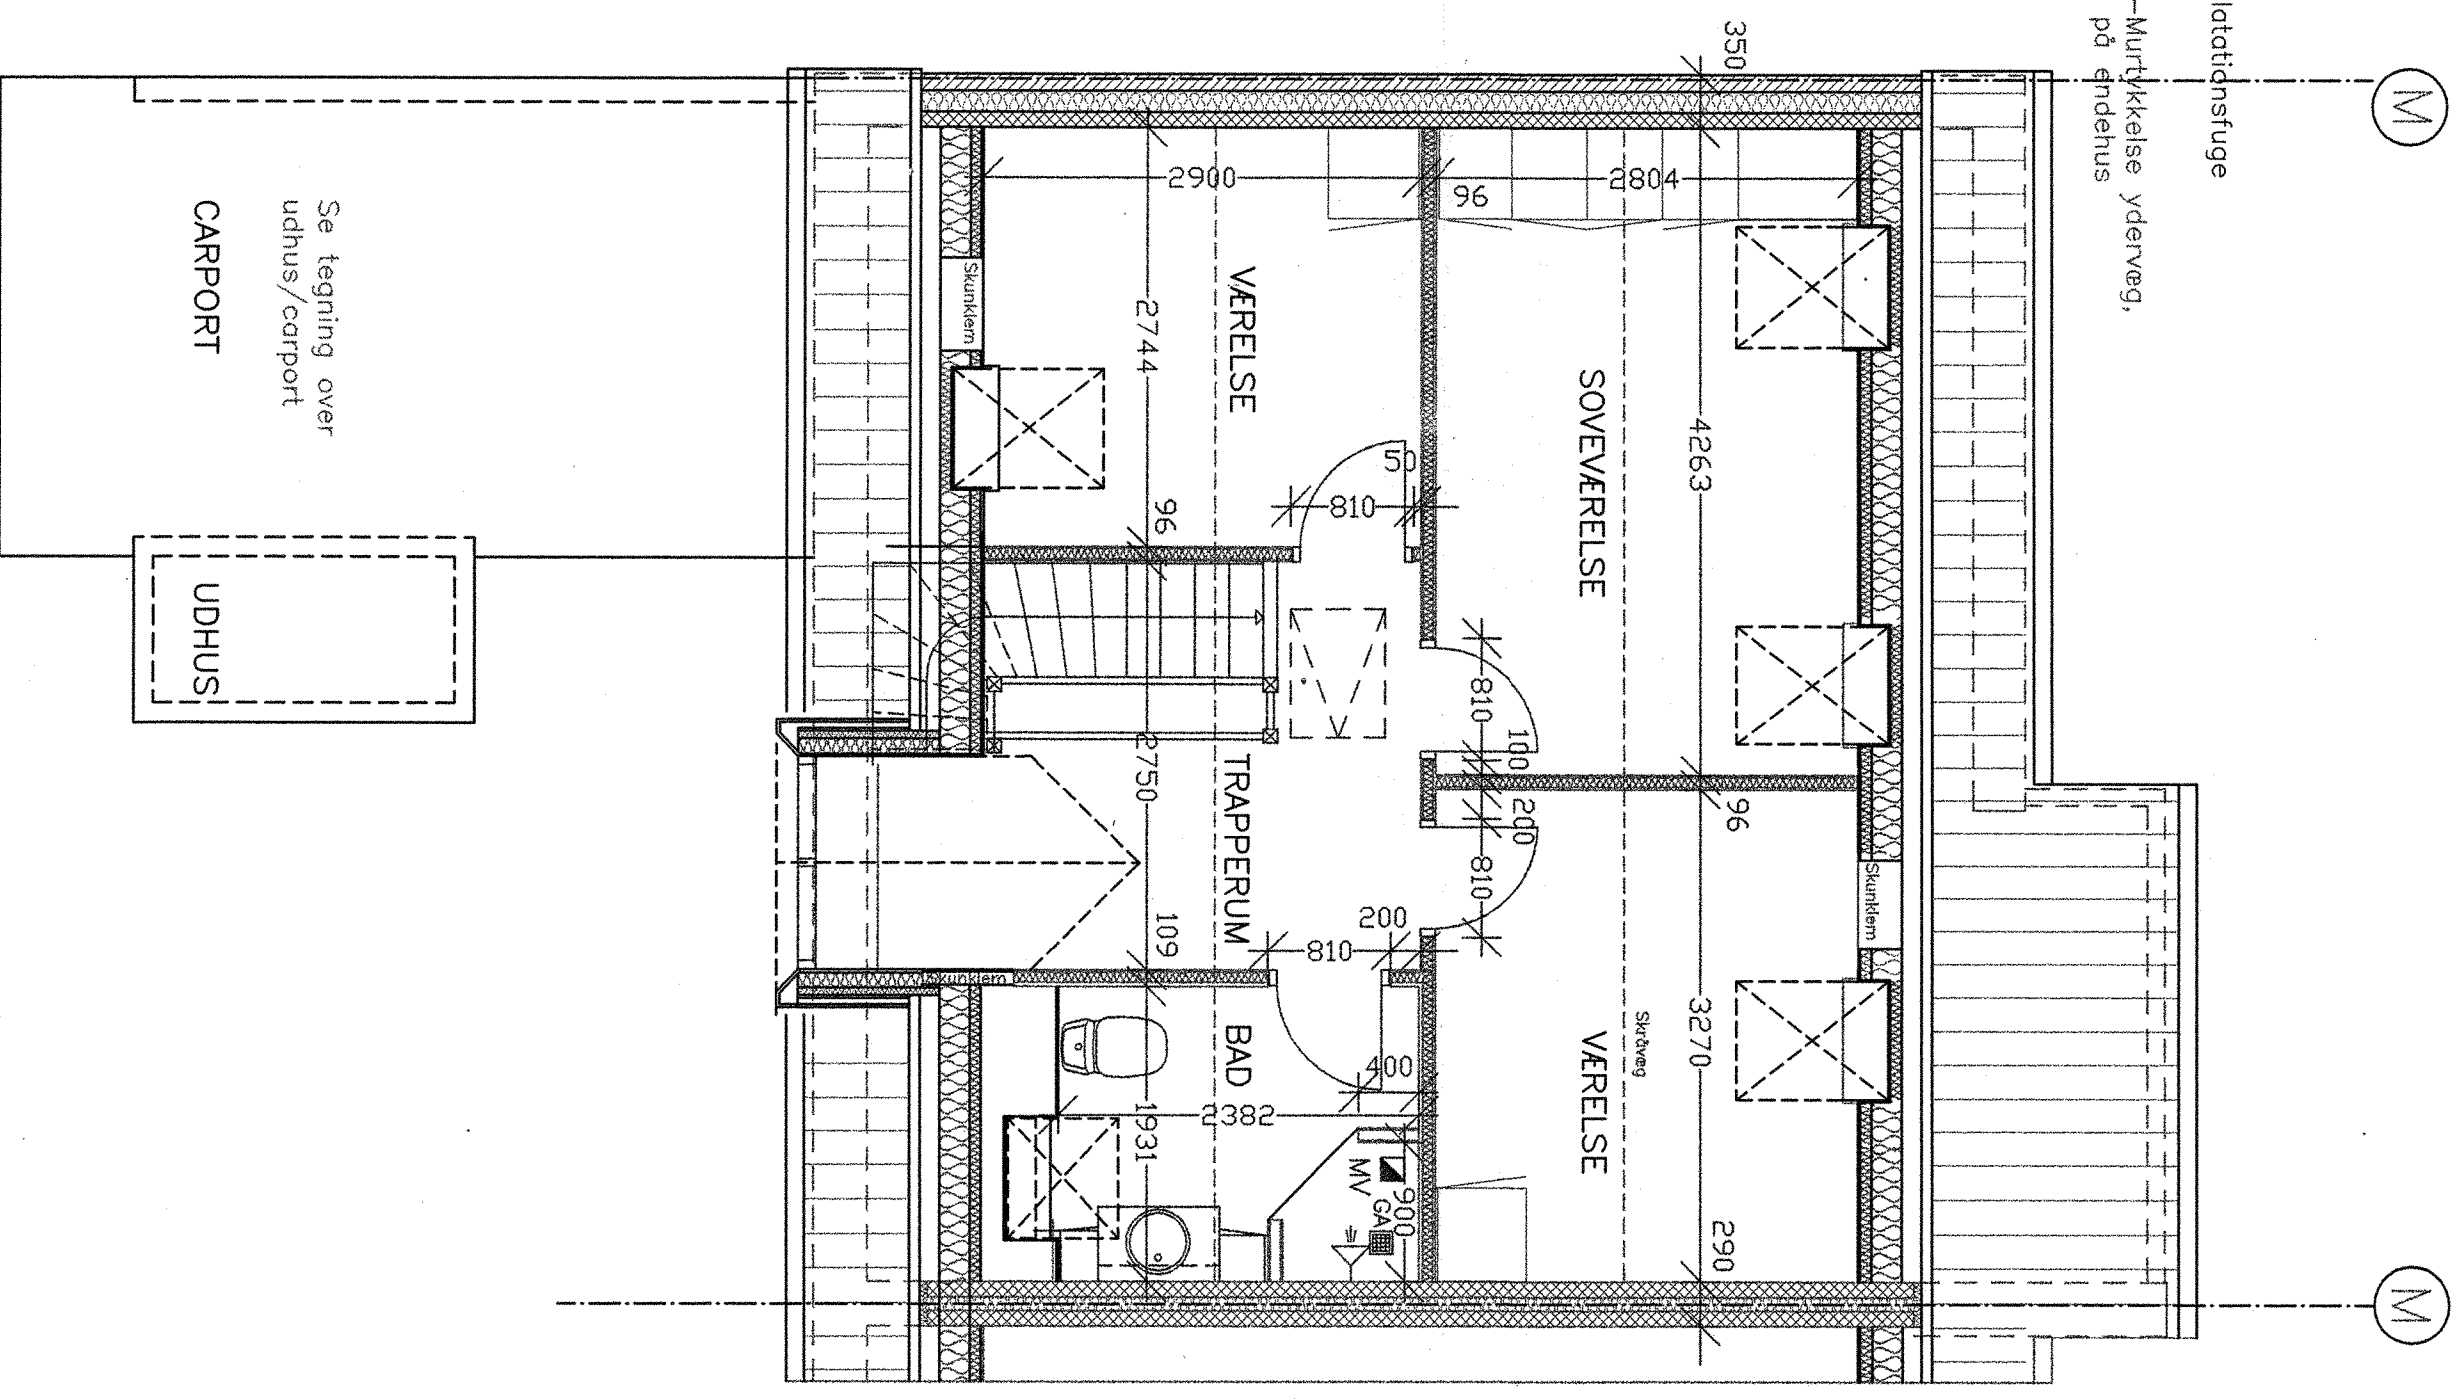 latationsfuge
-Murtykkelse ydervæg,
på endehus
M
350
2900
96
2804
CARPORT
Se tegning over
udhus/carport
Skunklem
2744
VÆRELSE
SOVEVÆRELSE
4263
50
810
96
UDHUS
810
100
2750
TRAPPERUM
200
96
810
Skunklem
109
200
810
Skunklem
BAD
400
3270
Skråvæg
VÆRELSE
2382
1931
MV
GA
900
290
M